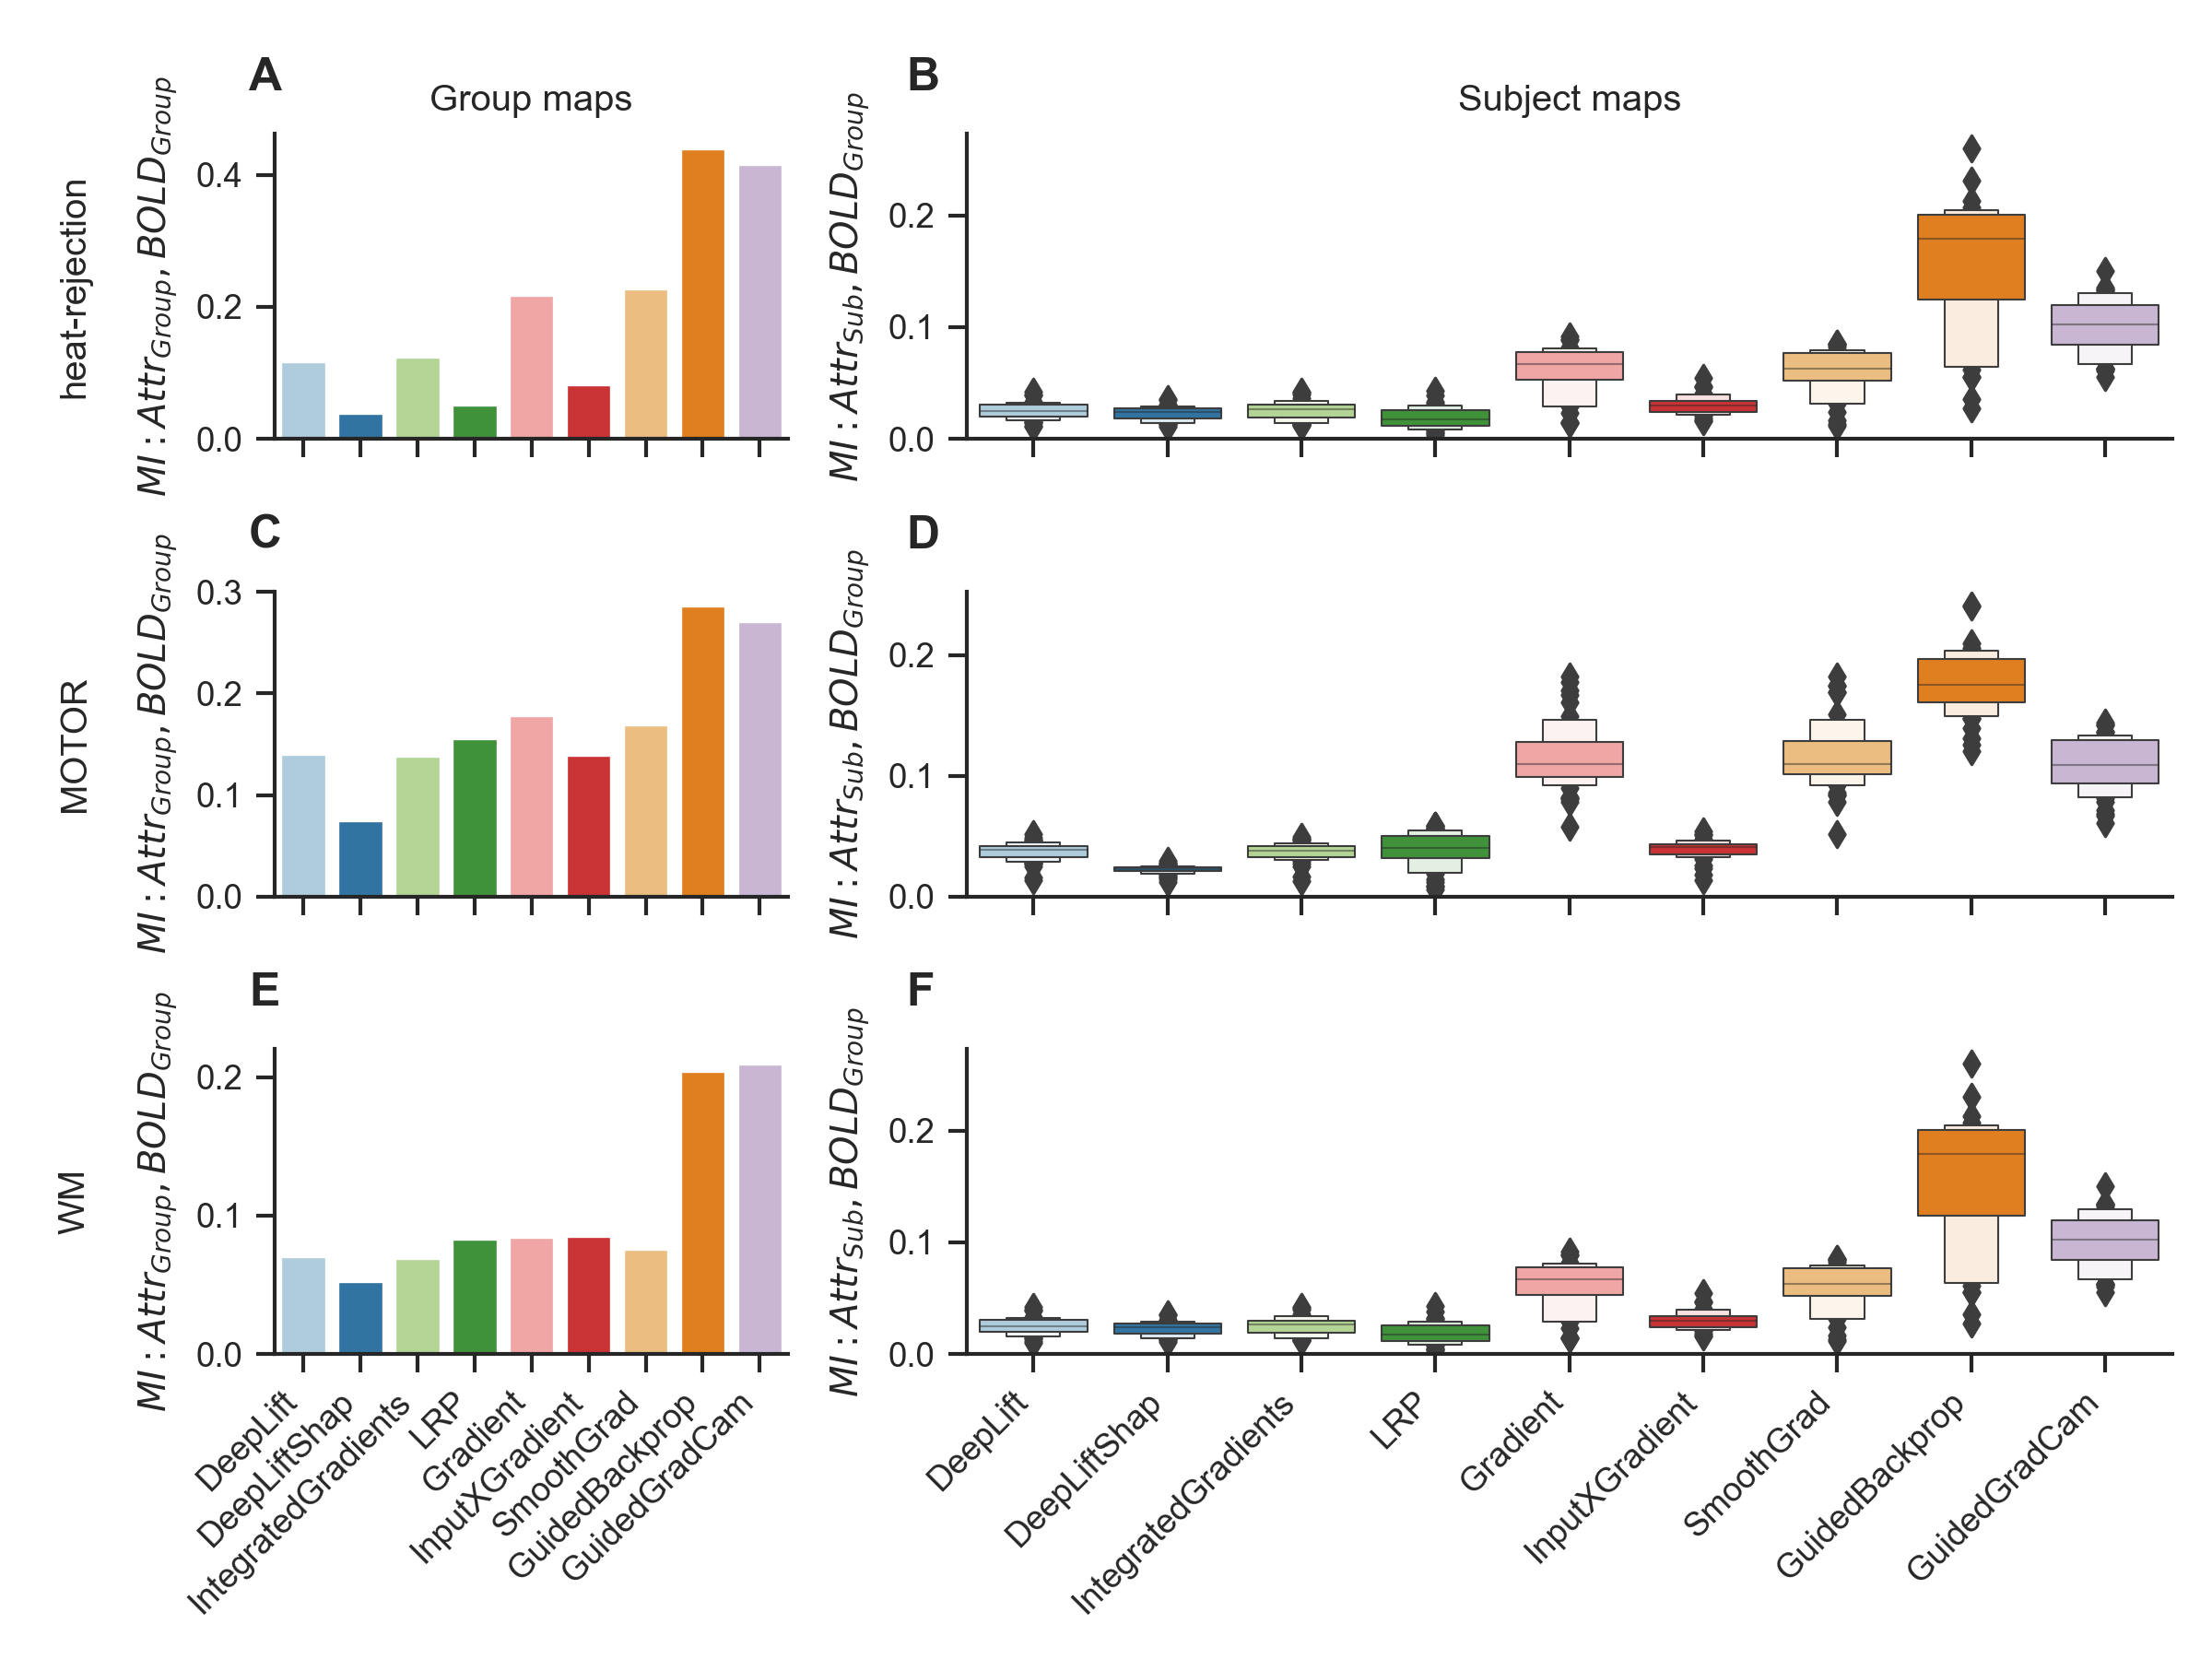 A
Group maps
B
Subject maps
heat-rejection
MI : Attr_Group, BOLD_Group
0.4
0.2
0.0
MI : Attr_Sub, BOLD_Group
0.2
0.1
0.0
C
D
MOTOR
MI : Attr_Group, BOLD_Group
0.3
0.2
0.1
0.0
MI : Attr_Sub, BOLD_Group
0.2
0.1
0.0
E
F
WM
MI : Attr_Group, BOLD_Group
0.2
0.1
0.0
MI : Attr_Sub, BOLD_Group
0.2
0.1
0.0
DeepLift
DeepLiftShap
IntegratedGradients
LRP
Gradient
InputXGradient
SmoothGrad
GuidedBackprop
GuidedGradCam
DeepLift
DeepLiftShap
IntegratedGradients
LRP
Gradient
InputXGradient
SmoothGrad
GuidedBackprop
GuidedGradCam